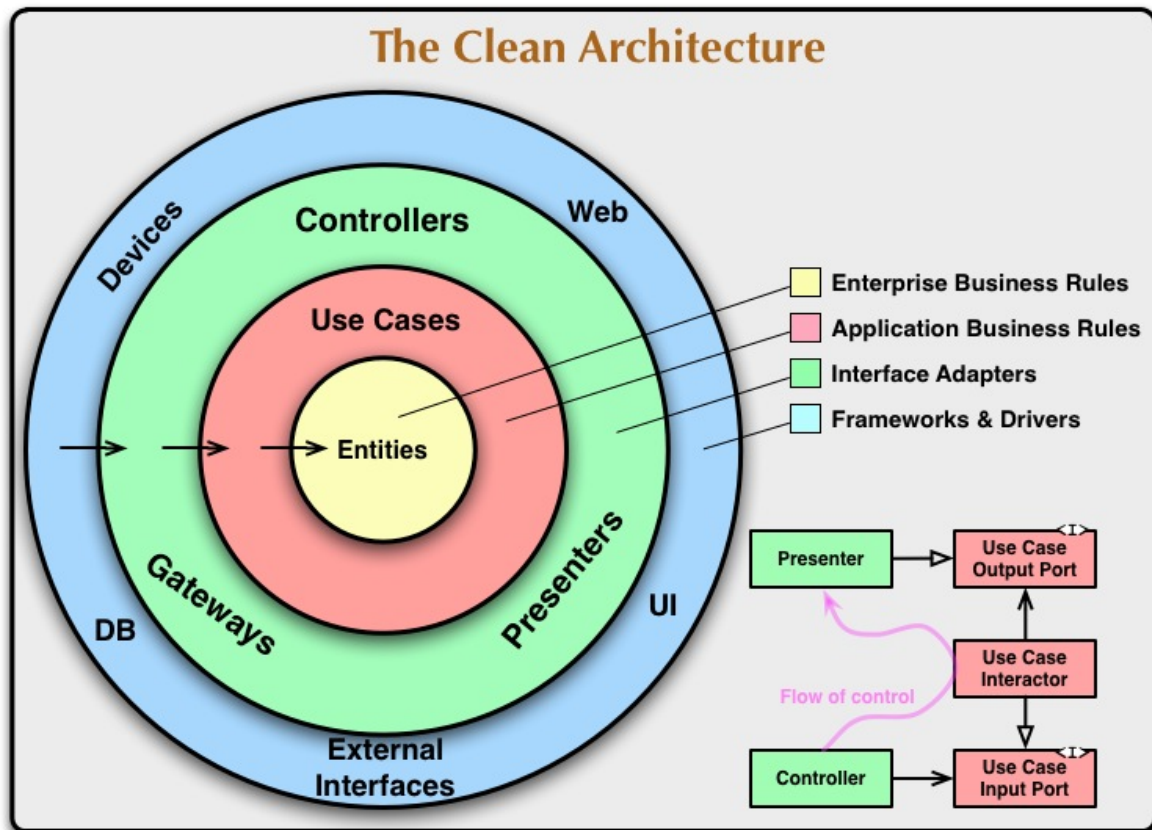 The Clean Architecture
Devices
Controllers
Web
Use Cases
Entities
Gateways
Presenters
DB
UI
External
Interfaces
Enterprise Business Rules
Application Business Rules
Interface Adapters
Frameworks & Drivers
Presenter
<I>
Use Case
Output Port
Use Case
Interactor
Flow of control
Controller
<I>
Use Case
Input Port